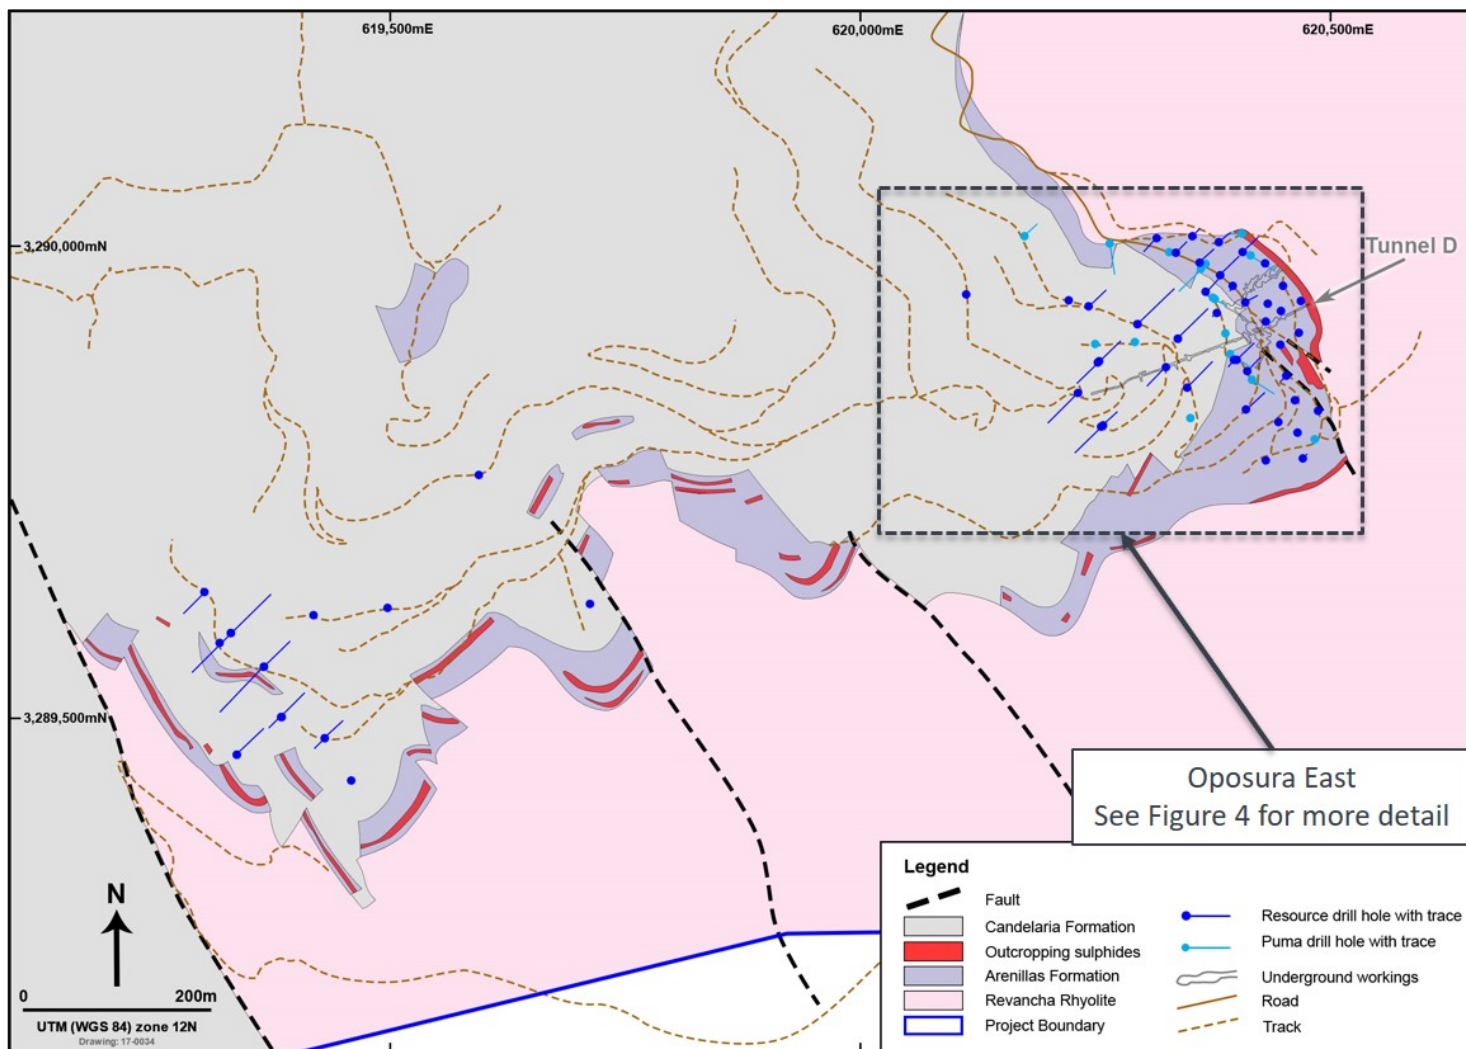 619,500mE
620,000mE
620,500mE
3,290,000mN
Tunnel D
3,289,500mN
Oposura East
See Figure 4 for more detail
N
0 200m
UTM (WGS 84) zone 12N
Drawing: 17-0034
Legend
Fault
Candelaria Formation
Outcropping sulphides
Arenillas Formation
Revancha Rhyolite
Project Boundary
Resource drill hole with trace
Puma drill hole with trace
Underground workings
Road
Track